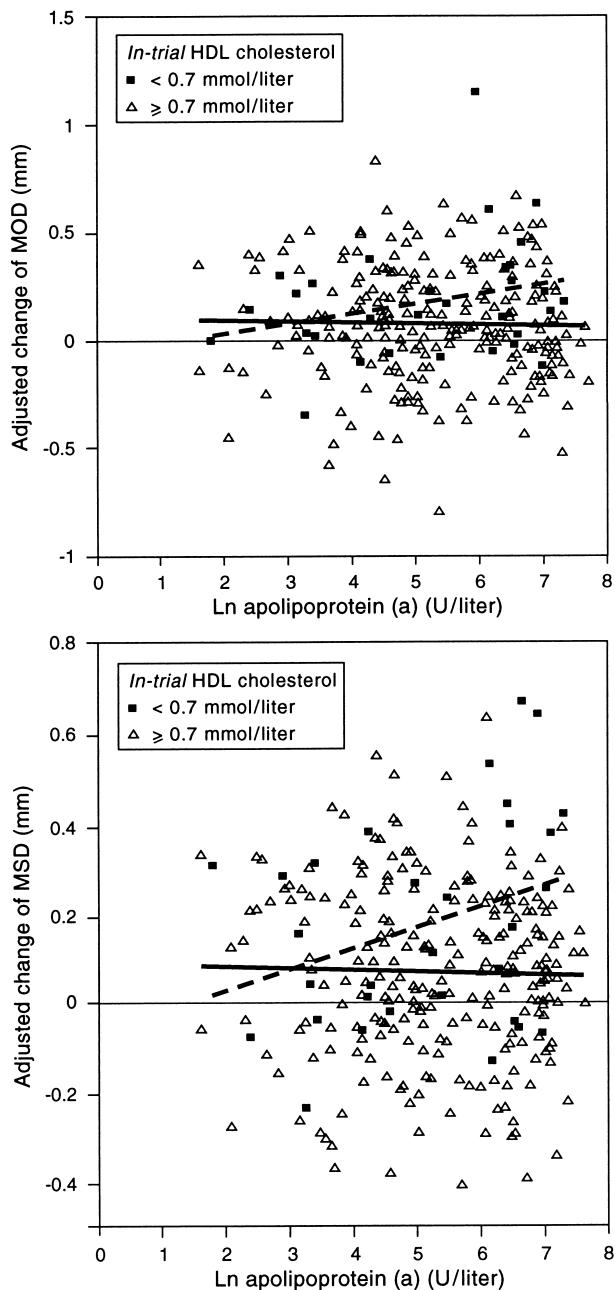 1.5
In-trial HDL cholesterol
< 0.7 mmol/liter
⩾ 0.7 mmol/liter
1
0.5
0
-0.5
-1
Adjusted change of MOD (mm)
0 1 2 3 4 5 6 7 8
Ln apolipoprotein (a) (U/liter)
0.8
In-trial HDL cholesterol
< 0.7 mmol/liter
⩾ 0.7 mmol/liter
0.6
0.4
0.2
0
-0.2
-0.4
Adjusted change of MSD (mm)
0 1 2 3 4 5 6 7 8
Ln apolipoprotein (a) (U/liter)